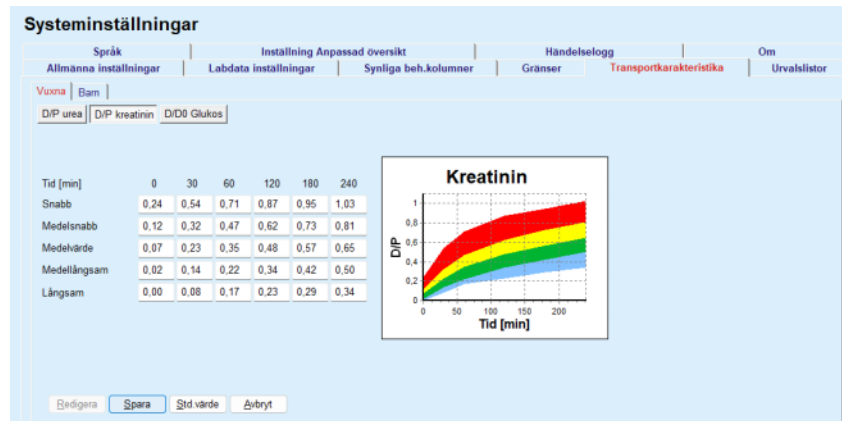 Systeminställningar
Språk Inställning Anpassad översikt Händelselogg Om
Allmänna inställningar Labdata inställningar Synliga beh.kolumner Gränser Transportkarakteristika Urvalslistor
Vuxna Barn
D/P urea D/P kreatinin D/D0 Glukos
Tid [min] 0 30 60 120 180 240
Snabb 0,24 0,54 0,71 0,87 0,95 1,03
Medelsnabb 0,12 0,32 0,47 0,62 0,73 0,81
Medelvärde 0,07 0,23 0,35 0,48 0,57 0,65
Medellångsam 0,02 0,14 0,22 0,34 0,42 0,50
Långsam 0,00 0,08 0,17 0,23 0,29 0,34
Kreatinin
D/P
1
0,8
0,6
0,4
0,2
0
0 50 100 150 200
Tid [min]
Redigera Spara Std.värde Avbryt